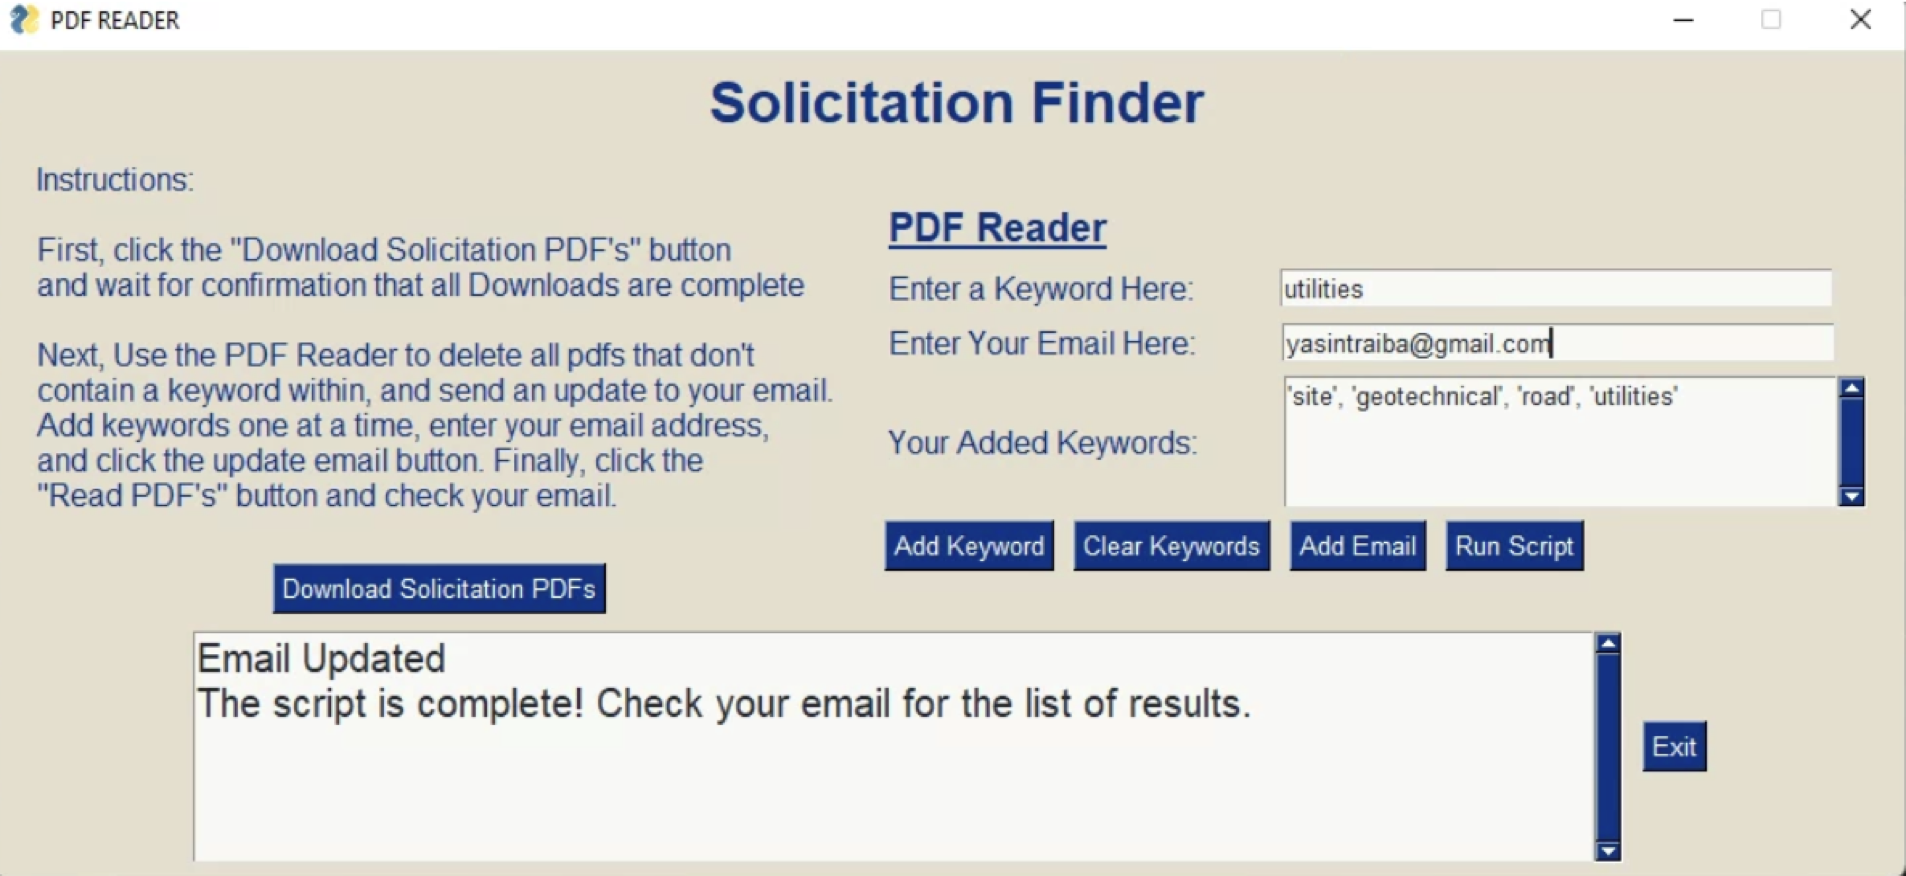 PDF READER
Solicitation Finder
Instructions:
First, click the "Download Solicitation PDF's" button
and wait for confirmation that all Downloads are complete
Next, Use the PDF Reader to delete all pdfs that don't
contain a keyword within, and send an update to your email.
Add keywords one at a time, enter your email address,
and click the update email button. Finally, click the
"Read PDF's" button and check your email.
Download Solicitation PDFs
PDF Reader
Enter a Keyword Here:
utilities
Enter Your Email Here:
yasintraiba@gmail.com
Your Added Keywords:
'site', 'geotechnical', 'road', 'utilities'
Add Keyword
Clear Keywords
Add Email
Run Script
Email Updated
The script is complete! Check your email for the list of results.
Exit